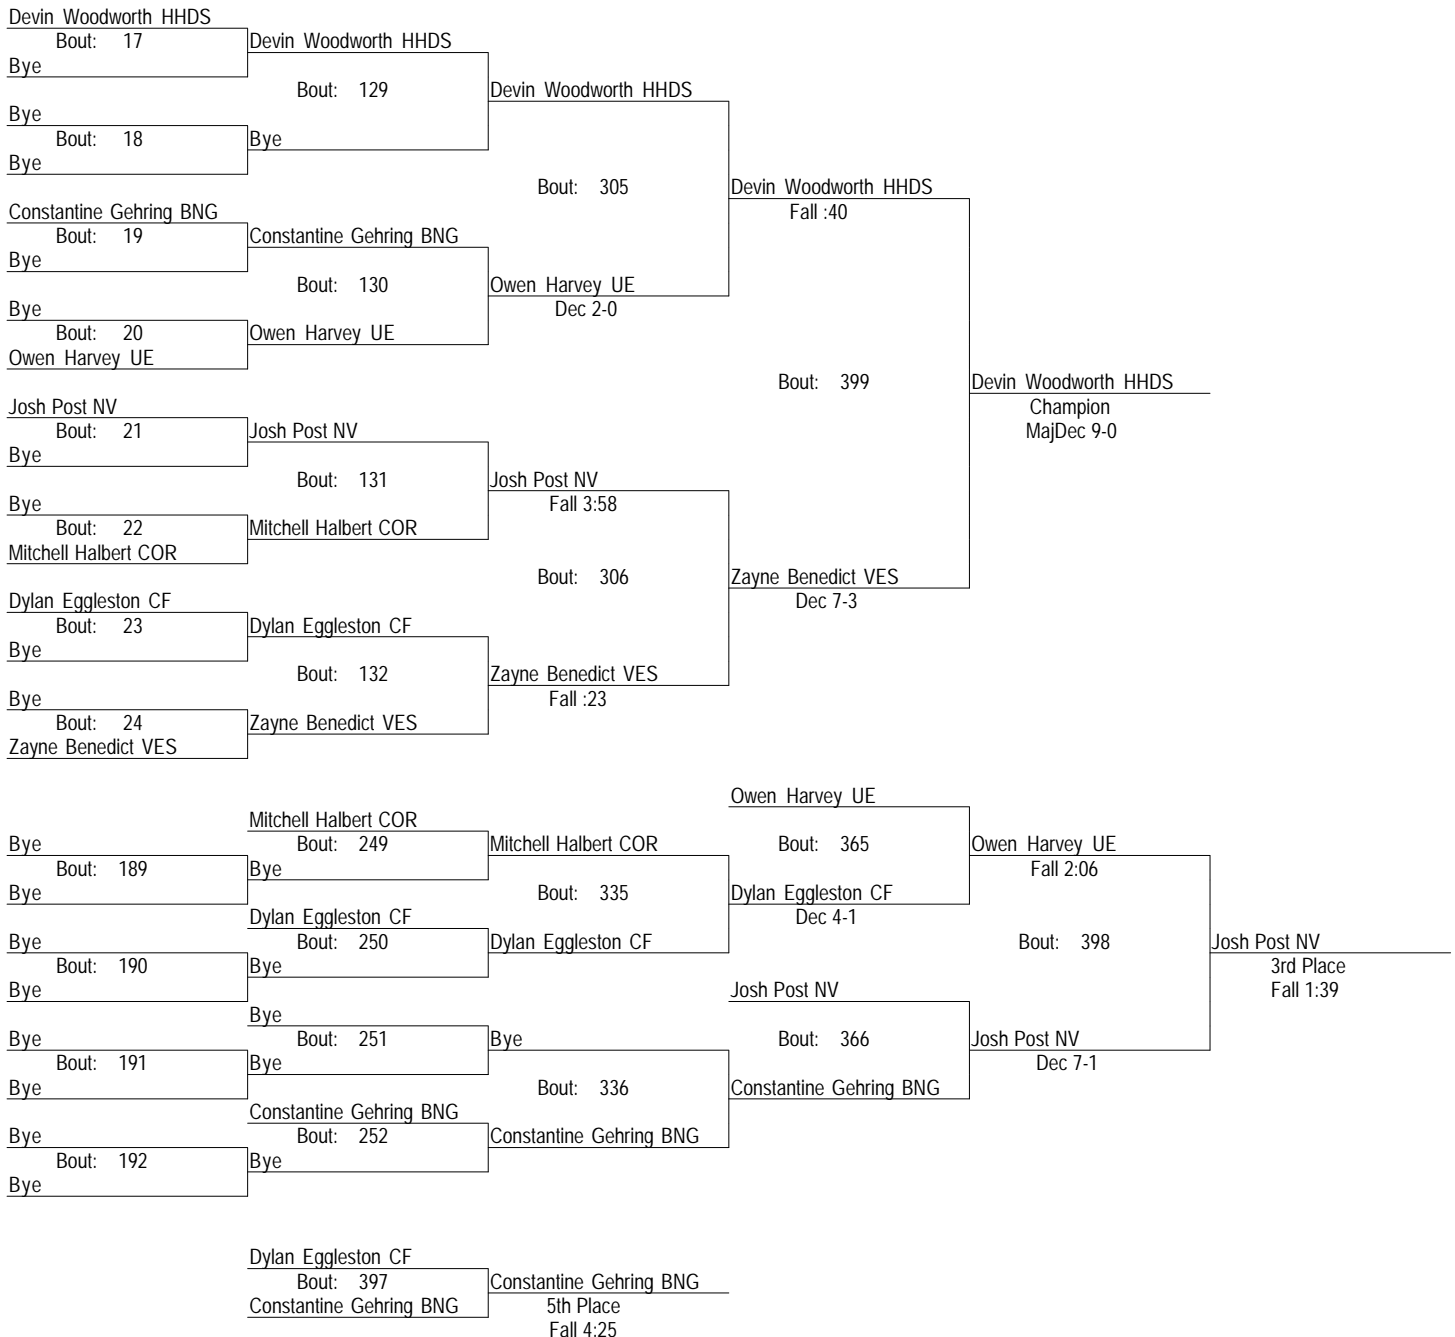 Devin Woodworth HHDS
Bout: 17 Devin Woodworth HHDS
Bye
Bout: 129 Devin Woodworth HHDS
Bye
Bout: 18 Bye
Bye
Bout: 305 Devin Woodworth HHDS
Constantine Gehring BNG Fall :40
Bout: 19 Constantine Gehring BNG
Bye
Bout: 130 Owen Harvey UE
Bye Dec 2-0
Bout: 20 Owen Harvey UE
Owen Harvey UE
Bout: 399 Devin Woodworth HHDS
Josh Post NV Champion
Bout: 21 Josh Post NV MajDec 9-0
Bye
Bout: 131 Josh Post NV
Bye Fall 3:58
Bout: 22 Mitchell Halbert COR
Mitchell Halbert COR
Bout: 306 Zayne Benedict VES
Dylan Eggleston CF Dec 7-3
Bout: 23 Dylan Eggleston CF
Bye
Bout: 132 Zayne Benedict VES
Bye Fall :23
Bout: 24 Zayne Benedict VES
Zayne Benedict VES
Owen Harvey UE
Mitchell Halbert COR
Bye Bout: 249 Mitchell Halbert COR Bout: 365 Owen Harvey UE
Bout: 189 Bye Fall 2:06
Bye Bout: 335 Dylan Eggleston CF
Dylan Eggleston CF Dec 4-1
Bye Bout: 250 Dylan Eggleston CF Bout: 398 Josh Post NV
Bout: 190 Bye 3rd Place
Bye Josh Post NV Fall 1:39
Bye
Bye Bout: 251 Bye Bout: 366 Josh Post NV
Bout: 191 Bye Dec 7-1
Bye Bout: 336 Constantine Gehring BNG
Constantine Gehring BNG
Bye Bout: 252 Constantine Gehring BNG
Bout: 192 Bye
Bye
Dylan Eggleston CF
Bout: 397 Constantine Gehring BNG
Constantine Gehring BNG 5th Place
Fall 4:25